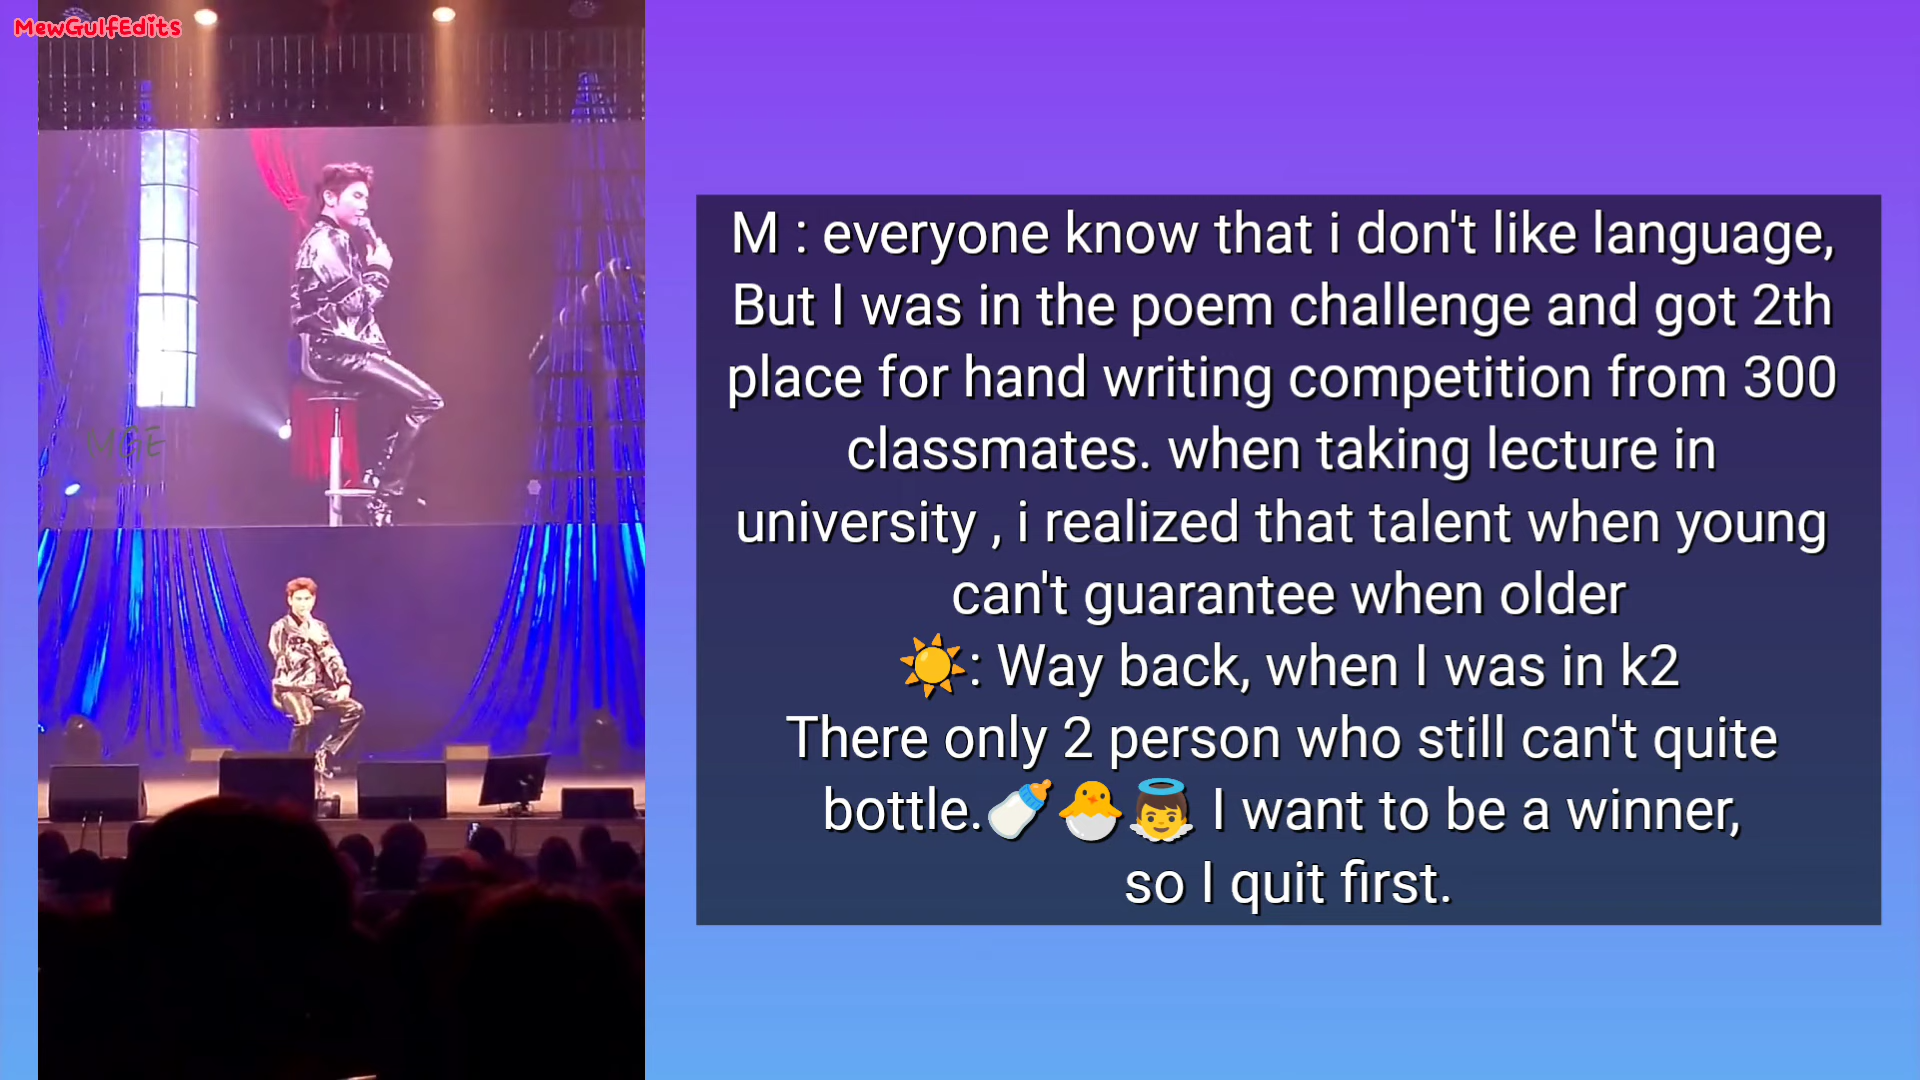 MewGulfEdits
M : everyone know that i don't like language,
But I was in the poem challenge and got 2th
place for hand writing competition from 300
classmates. when taking lecture in
university , i realized that talent when young
can't guarantee when older
☀️: Way back, when I was in k2
There only 2 person who still can't quite
bottle.🍼🐣👼 I want to be a winner,
so I quit first.
MGE